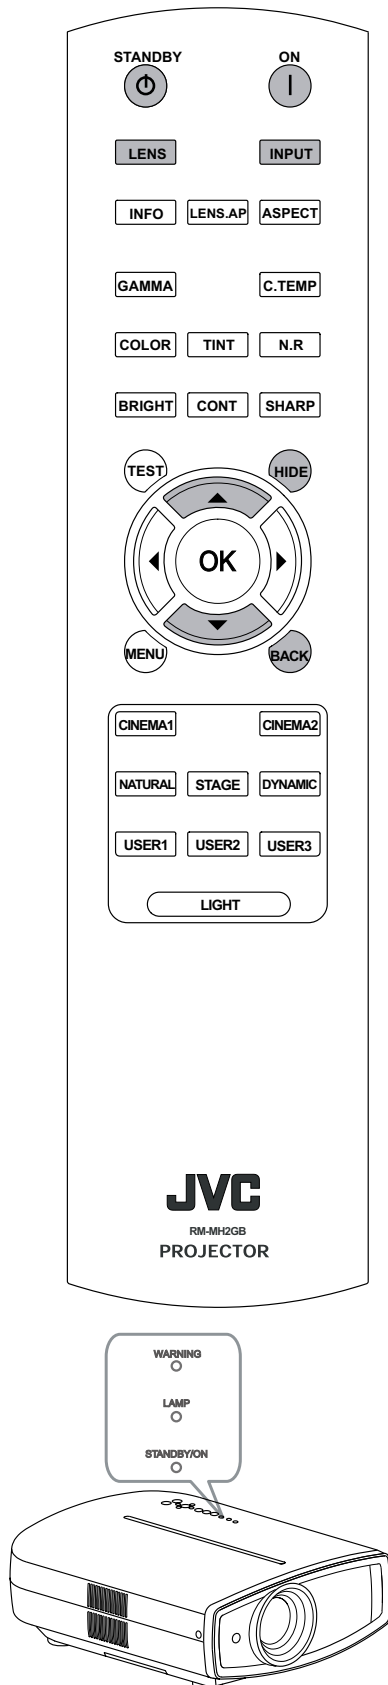 STANDBY ON
LENS INPUT
INFO LENS.AP ASPECT
GAMMA C.TEMP
COLOR TINT N.R
BRIGHT CONT SHARP
TEST HIDE
OK
MENU BACK
CINEMA1 CINEMA2
NATURAL STAGE DYNAMIC
USER1 USER2 USER3
LIGHT
JVC
RM-MH2GB
PROJECTOR
WARNING
LAMP
STANDBY/ON